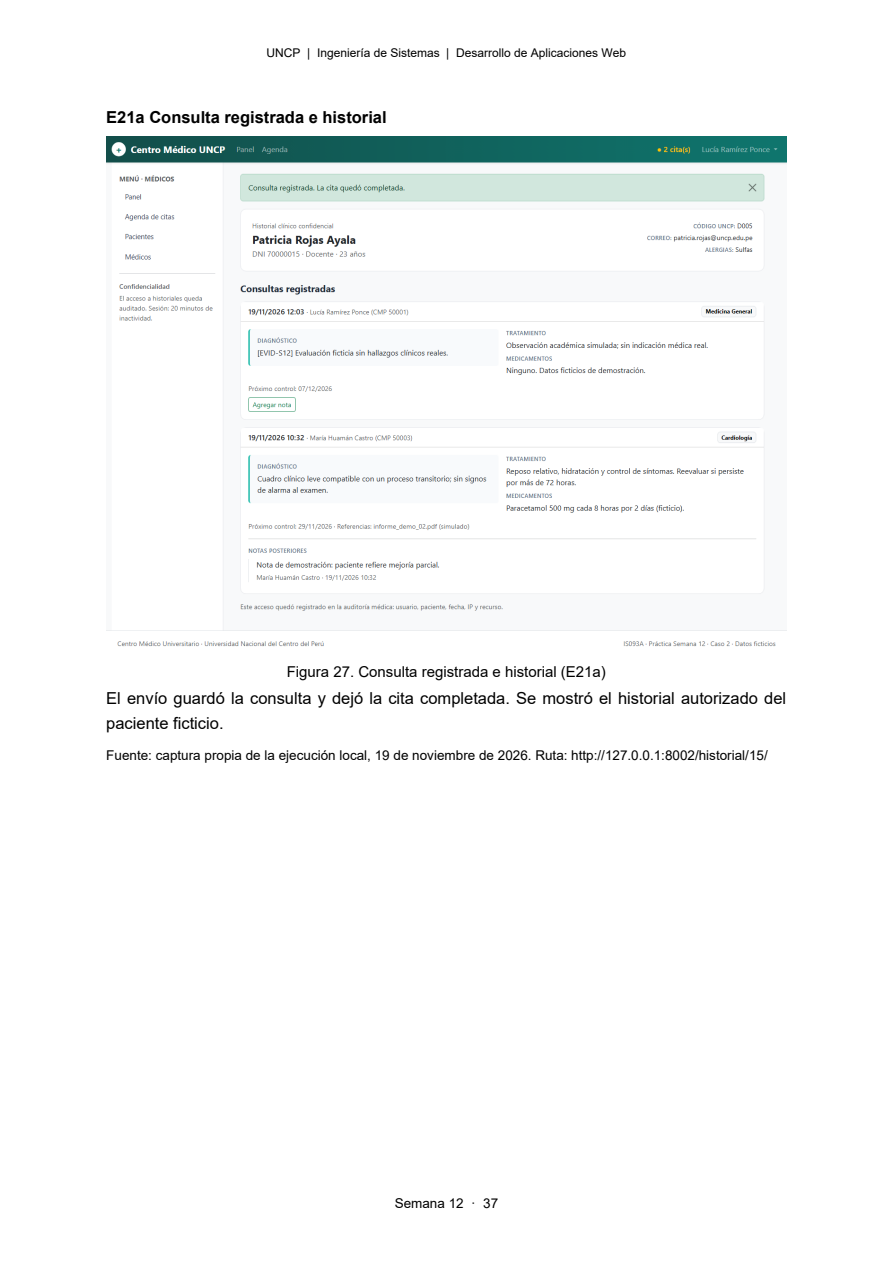 UNCP | Ingeniería de Sistemas | Desarrollo de Aplicaciones Web
E21a Consulta registrada e historial
+ Centro Médico UNCP Panel Agenda
2 cita(s) Lucía Ramírez Ponce
MENÚ · MÉDICOS
Panel
Agenda de citas
Pacientes
Médicos
Confidencialidad
El acceso a historiales queda
auditado. Sesión: 20 minutos de
inactividad.
Consulta registrada. La cita quedó completada.
Historial clínico confidencial
Patricia Rojas Ayala
DNI 70000015 · Docente · 23 años
CÓDIGO UNCP: D005
CORREO: patricia.rojas@uncp.edu.pe
ALERGIAS: Sulfas
Consultas registradas
19/11/2026 12:03 · Lucía Ramírez Ponce (CMP 50001)
Medicina General
DIAGNÓSTICO
[EVID-S12] Evaluación ficticia sin hallazgos clínicos reales.
TRATAMIENTO
Observación académica simulada; sin indicación médica real.
MEDICAMENTOS
Ninguno. Datos ficticios de demostración.
Próximo control: 07/12/2026
Agregar nota
19/11/2026 10:32 · María Huamán Castro (CMP 50003)
Cardiología
DIAGNÓSTICO
Cuadro clínico leve compatible con un proceso transitorio; sin signos
de alarma al examen.
TRATAMIENTO
Reposo relativo, hidratación y control de síntomas. Reevaluar si persiste
por más de 72 horas.
MEDICAMENTOS
Paracetamol 500 mg cada 8 horas por 2 días (ficticio).
Próximo control: 29/11/2026 · Referencias: informe_demo_02.pdf (simulado)
NOTAS POSTERIORES
Nota de demostración: paciente refiere mejoría parcial.
María Huamán Castro · 19/11/2026 10:32
Este acceso quedó registrado en la auditoría médica: usuario, paciente, fecha, IP y recurso.
Centro Médico Universitario · Universidad Nacional del Centro del Perú
IS093A · Práctica Semana 12 · Caso 2 · Datos ficticios
Figura 27. Consulta registrada e historial (E21a)
El envío guardó la consulta y dejó la cita completada. Se mostró el historial autorizado del
paciente ficticio.
Fuente: captura propia de la ejecución local, 19 de noviembre de 2026. Ruta: http://127.0.0.1:8002/historial/15/
Semana 12 · 37